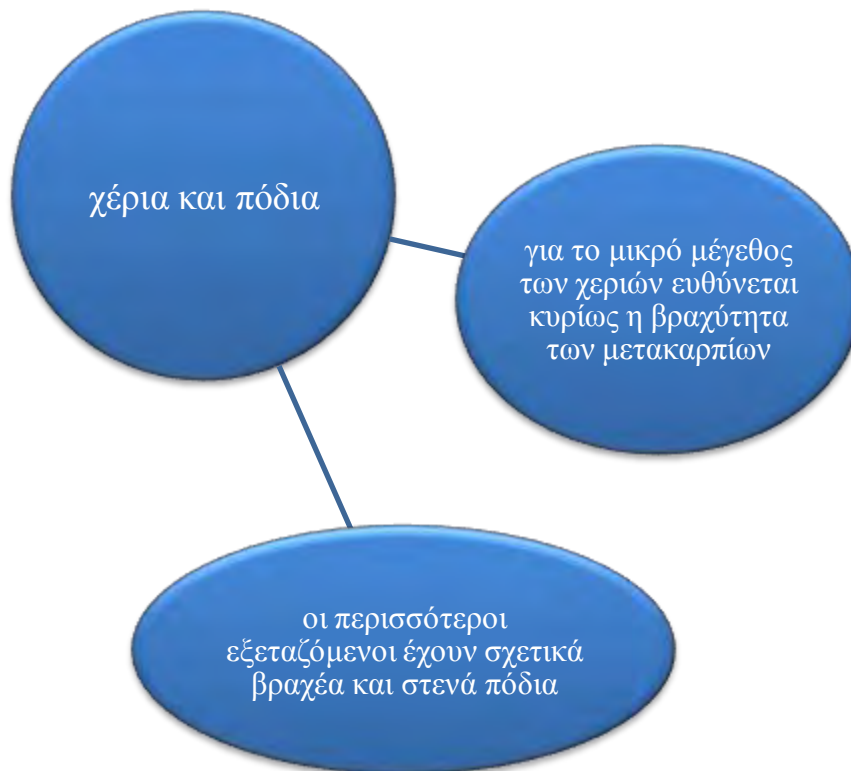 χέρια και πόδια
για το μικρό μέγεθος
των χεριών ευθύνεται
κυρίως η βραχύτητα
των μετακαρπίων
οι περισσότεροι
εξεταζόμενοι έχουν σχετικά
βραχέα και στενά πόδια